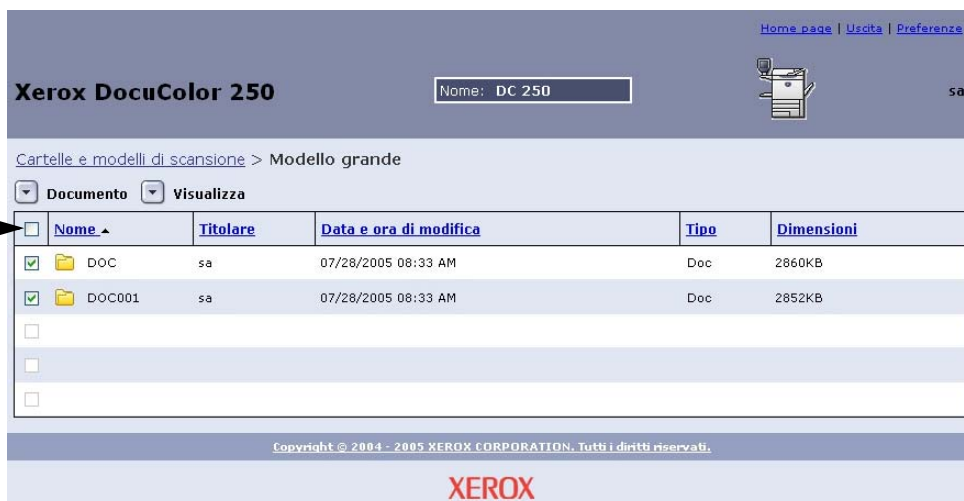 Home page | Uscita | Preferenze
Xerox DocuColor 250
Nome: DC 250
sa
Cartelle e modelli di scansione > Modello grande
Documento Visualizza
Nome Titolare Data e ora di modifica Tipo Dimensioni
DOC sa 07/28/2005 08:33 AM Doc 2860KB
DOC001 sa 07/28/2005 08:33 AM Doc 2852KB
Copyright © 2004 - 2005 XEROX CORPORATION. Tutti i diritti riservati.
XEROX